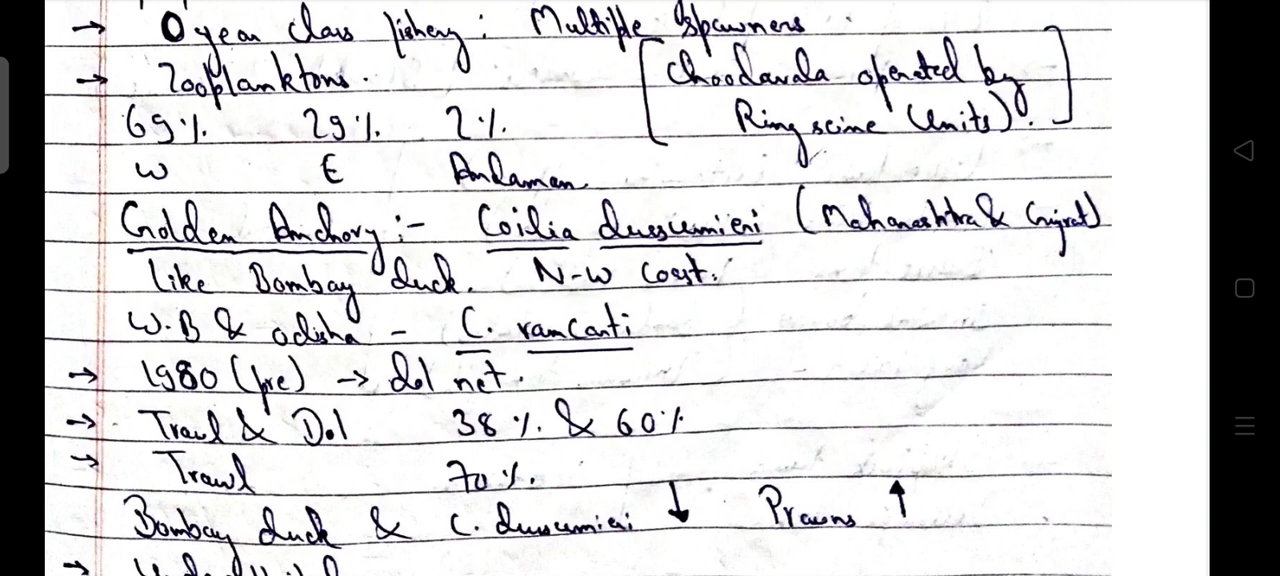 → 0 year class fishery : Multiple spawners
→ Zooplanktons. [Choodavala operated by
Ring seine Units).]
69%. 29%. 2%.
W E Andaman.
Golden Anchovy :- Coilia dussumieri (Maharashtra & Gujrat)
like Bombay duck. N-W Coast.
W.B & odisha - C. ramcarti
→ 1980 (pre) → dol net.
→ Trawl & Dol 38%. & 60%
→ Trawl 70%.
Bombay duck & C. dussumieri ↓ Prawns ↑
→